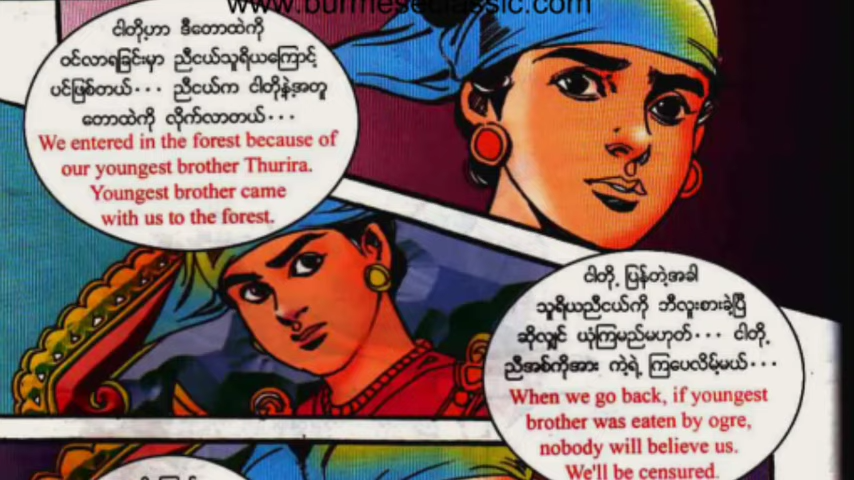 www.burmeseclassic.com
ငါတို့ဟာ ဒီတောထဲကို
ဝင်လာရခြင်းမှာ ညီငယ်သူရိယကြောင့်
ပင်ဖြစ်တယ်··· ညီငယ်က ငါတို့နဲ့အတူ
တောထဲကို လိုက်လာတယ်···
We entered in the forest because of
our youngest brother Thurira.
Youngest brother came
with us to the forest.
ငါတို့ ပြန်တဲ့အခါ
သူရိယညီငယ်ကို ဘီလူးစားခဲ့ပြီ
ဆိုလျှင် ယုံကြမည်မဟုတ်··· ငါတို့
ညီအစ်ကိုအား ကဲ့ရဲ့ ကြပေလိမ့်မယ်···
When we go back, if youngest
brother was eaten by ogre,
nobody will believe us.
We'll be censured.